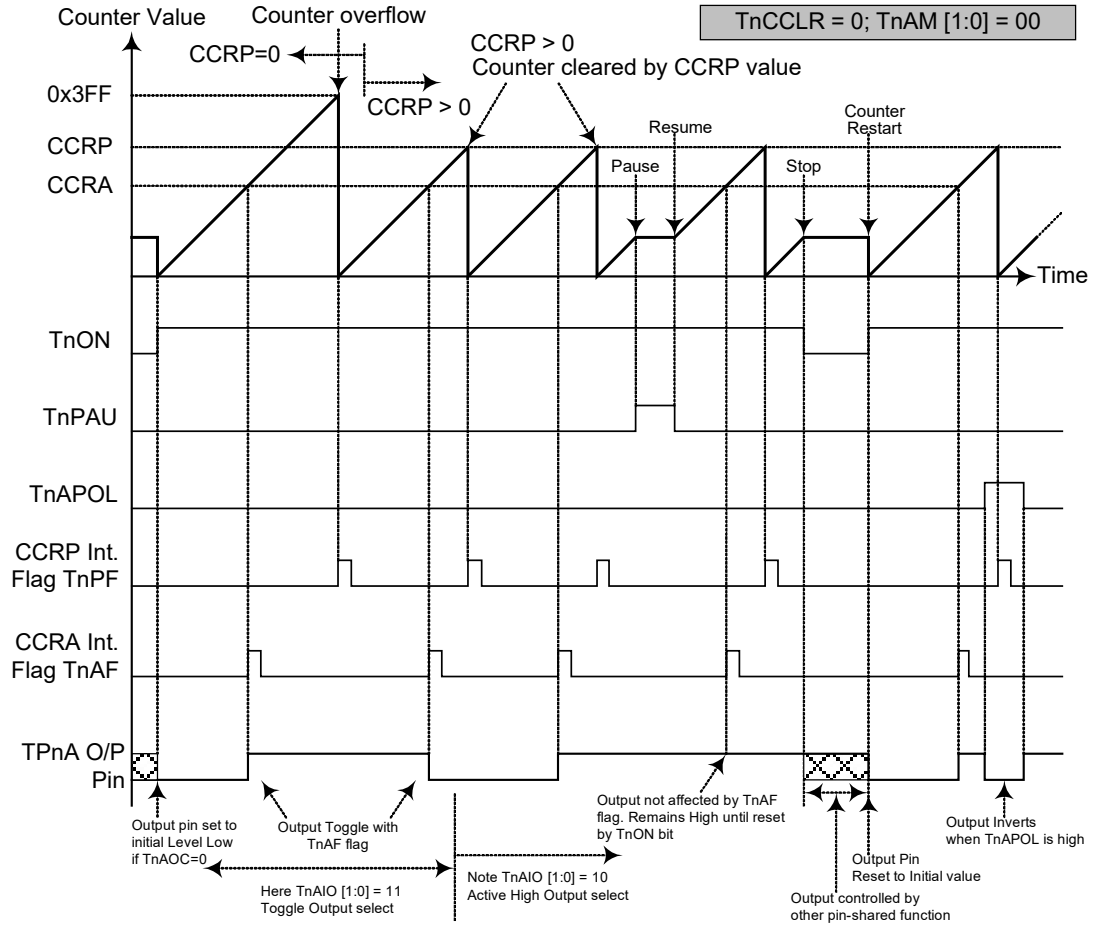 Counter Value
Counter overflow
TnCCLR = 0; TnAM [1:0] = 00
CCRP=0
CCRP > 0
CCRP > 0
Counter cleared by CCRP value
0x3FF
CCRP
CCRA
Pause
Resume
Stop
Counter
Restart
Time
TnON
TnPAU
TnAPOL
CCRP Int.
Flag TnPF
CCRA Int.
Flag TnAF
TPnA O/P
Pin
Output pin set to
initial Level Low
if TnAOC=0
Output Toggle with
TnAF flag
Here TnAIO [1:0] = 11
Toggle Output select
Note TnAIO [1:0] = 10
Active High Output select
Output not affected by TnAF
flag. Remains High until reset
by TnON bit
Output controlled by
other pin-shared function
Output Pin
Reset to Initial value
Output Inverts
when TnAPOL is high